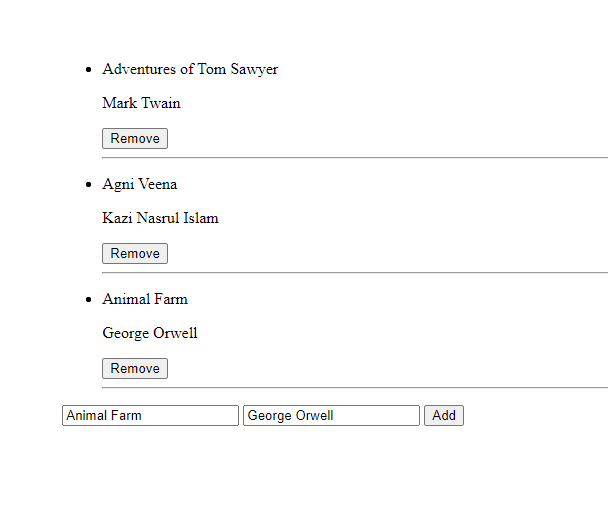 Adventures of Tom Sawyer
Mark Twain
Remove
Agni Veena
Kazi Nasrul Islam
Remove
Animal Farm
George Orwell
Remove
Animal Farm George Orwell Add